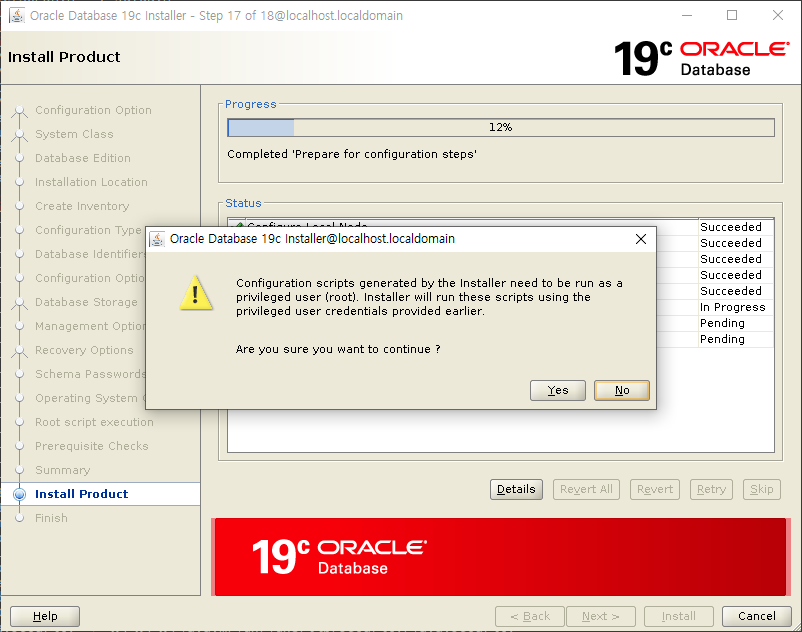 Oracle Database 19c Installer - Step 17 of 18@localhost.localdomain
Install Product
19c ORACLE
Database
Configuration Option
System Class
Database Edition
Installation Location
Create Inventory
Configuration Type
Database Identifiers
Configuration Optio
Database Storage
Management Option
Recovery Options
Schema Passwords
Operating System
Root script execution
Prerequisite Checks
Summary
Install Product
Finish
Progress
12%
Completed 'Prepare for configuration steps'
Status
Configure Local Node
Succeeded
Succeeded
Succeeded
Succeeded
Succeeded
In Progress
Pending
Pending
Oracle Database 19c Installer@localhost.localdomain
Configuration scripts generated by the Installer need to be run as a
privileged user (root). Installer will run these scripts using the
privileged user credentials provided earlier.
Are you sure you want to continue ?
Yes
No
Details
Revert All
Revert
Retry
Skip
19c ORACLE
Database
Help
< Back
Next >
Install
Cancel